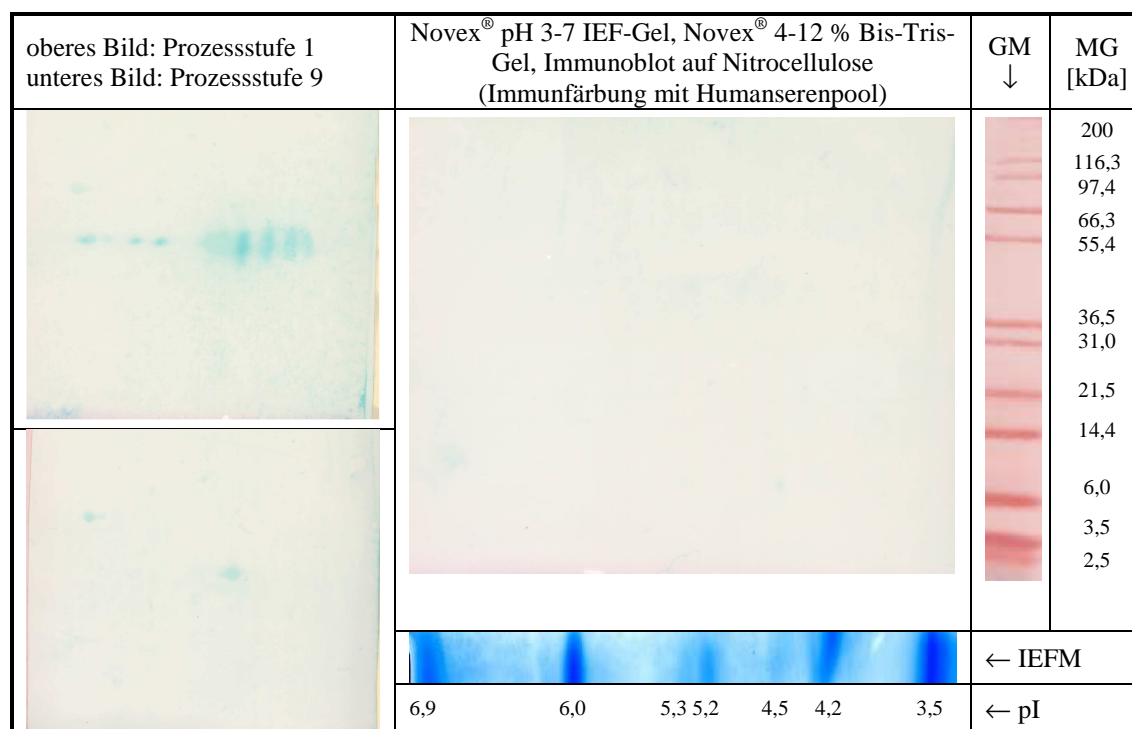 oberes Bild: Prozessstufe 1
unteres Bild: Prozessstufe 9
Novex® pH 3-7 IEF-Gel, Novex® 4-12 % Bis-Tris-
Gel, Immunoblot auf Nitrocellulose
(Immunfärbung mit Humanserenpool)
GM
↓
MG
[kDa]
200
116,3
97,4
66,3
55,4
36,5
31,0
21,5
14,4
6,0
3,5
2,5
← IEFM
6,9 6,0 5,3 5,2 4,5 4,2 3,5
← pI